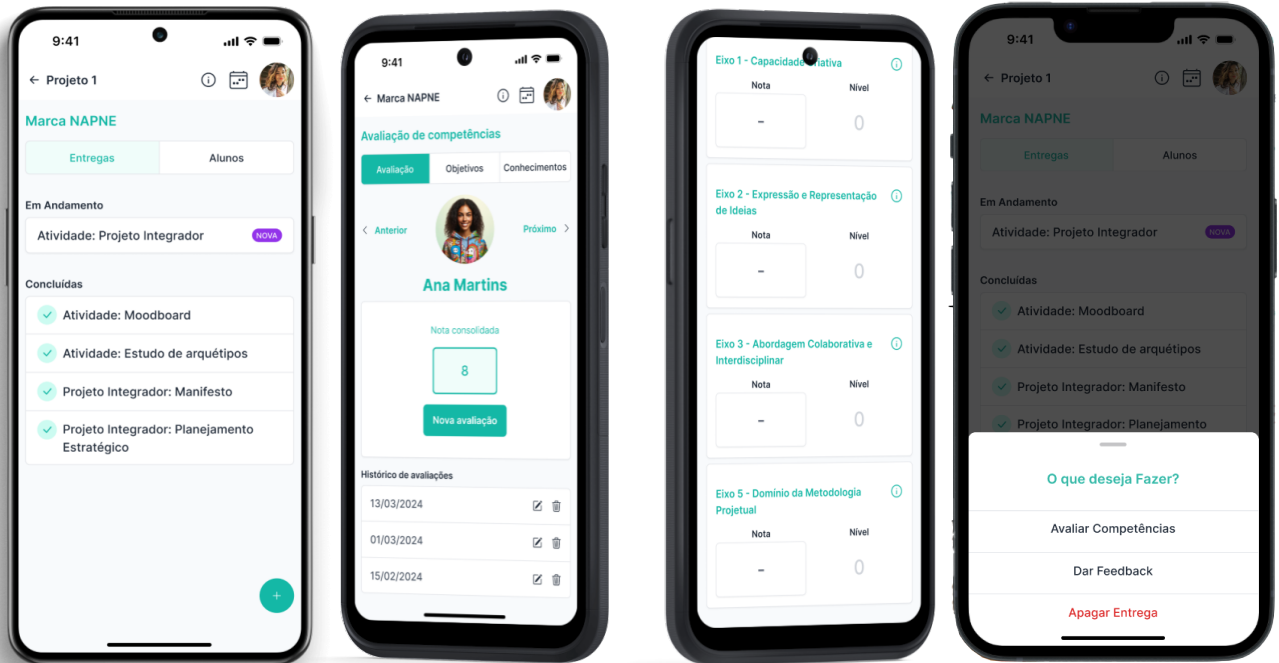 9:41
Projeto 1
Marca NAPNE
Entregas
Alunos
Em Andamento
Atividade: Projeto Integrador
NOVA
Concluídas
Atividade: Moodboard
Atividade: Estudo de arquétipos
Projeto Integrador: Manifesto
Projeto Integrador: Planejamento
Estratégico
9:41
Marca NAPNE
Avaliação de competências
Avaliação
Objetivos
Conhecimentos
Anterior
Próximo
Ana Martins
Nota consolidada
8
Nova avaliação
Histórico de avaliações
13/03/2024
01/03/2024
15/02/2024
Eixo 1 - Capacidade
Nota
Nível
-
0
Eixo 2 - Expressão e Representação
de Ideias
Nota
Nível
-
0
Eixo 3 - Abordagem Colaborativa e
Interdisciplinar
Nota
Nível
-
0
Eixo 5 - Domínio da Metodologia
Projetual
Nota
Nível
-
0
9:41
Projeto 1
Marca NAPNE
Entregas
Alunos
Em Andamento
Atividade: Projeto Integrador
NOVA
Concluídas
Atividade: Moodboard
Atividade: Estudo de arquétipos
Projeto Integrador: Manifesto
Projeto Integrador: Planejamento
O que deseja Fazer?
Avaliar Competências
Dar Feedback
Apagar Entrega